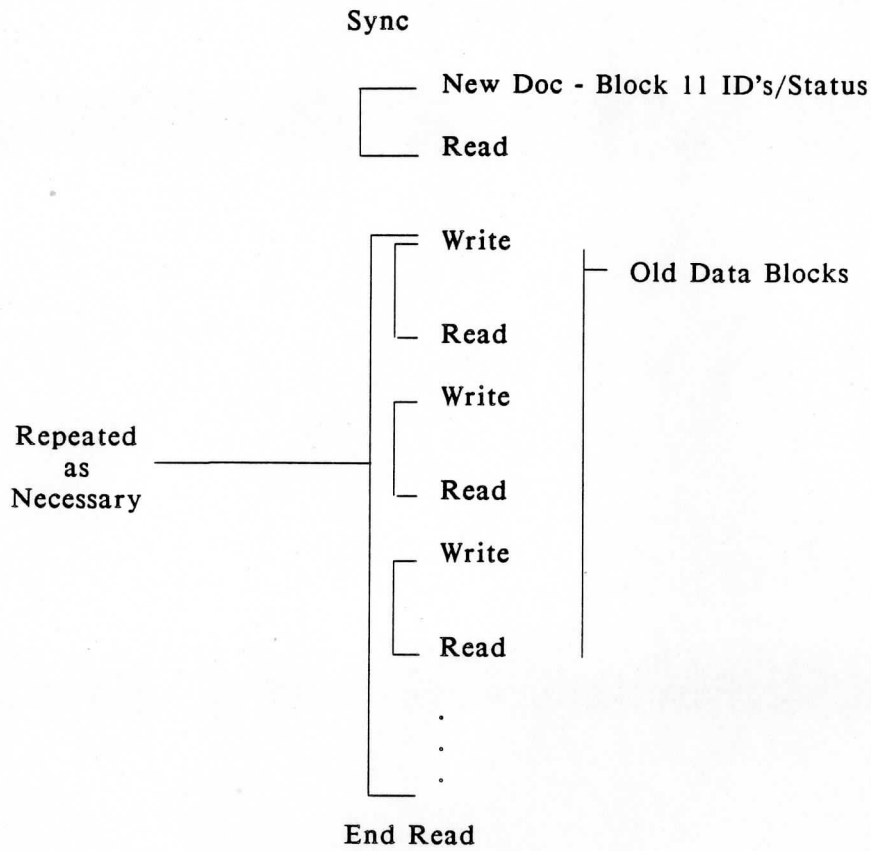 Sync
New Doc - Block 11 ID's/Status
Read
Write
Old Data Blocks
Read
Write
Repeated
as
Necessary
Read
Write
Read
End Read